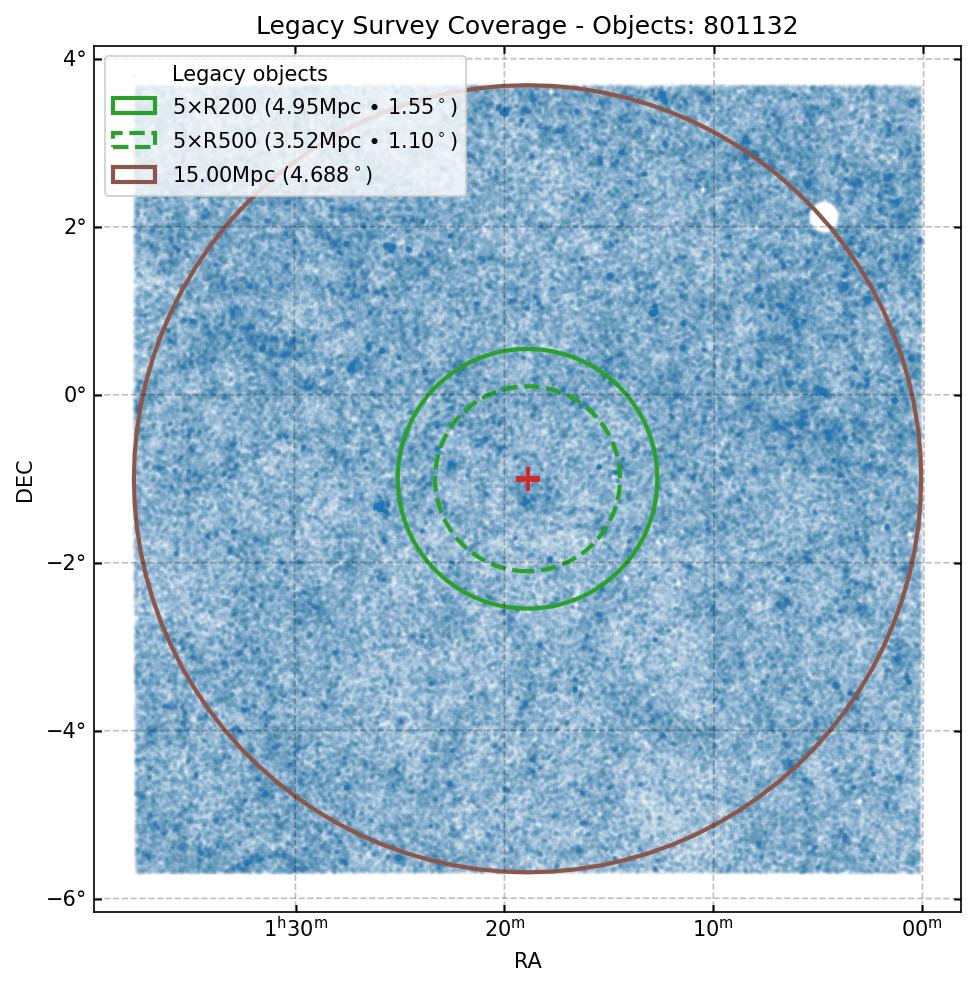 Legacy Survey Coverage - Objects: 801132
Legacy objects
5×R200 (4.95Mpc • 1.55°)
5×R500 (3.52Mpc • 1.10°)
15.00Mpc (4.688°)
4°
2°
0°
−2°
−4°
−6°
DEC
1ʰ30ᵐ 20ᵐ 10ᵐ 00ᵐ
RA